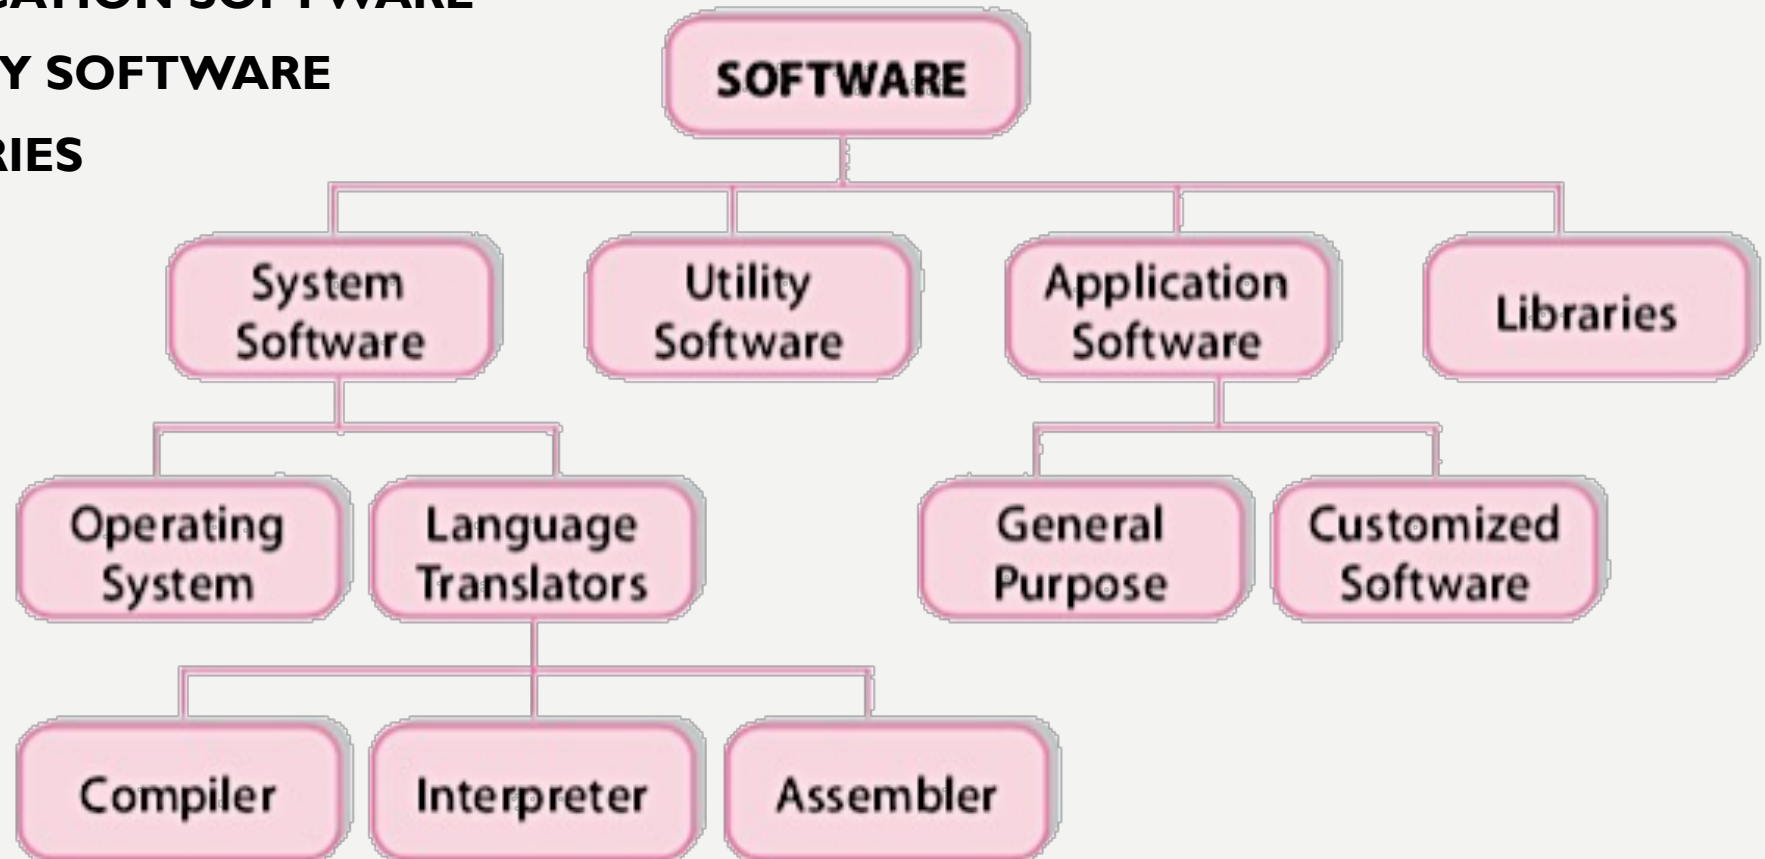 SOFTWARE
Y SOFTWARE
RIES
SOFTWARE
System
Software
Utility
Software
Application
Software
Libraries
Operating
System
Language
Translators
General
Purpose
Customized
Software
Compiler
Interpreter
Assembler